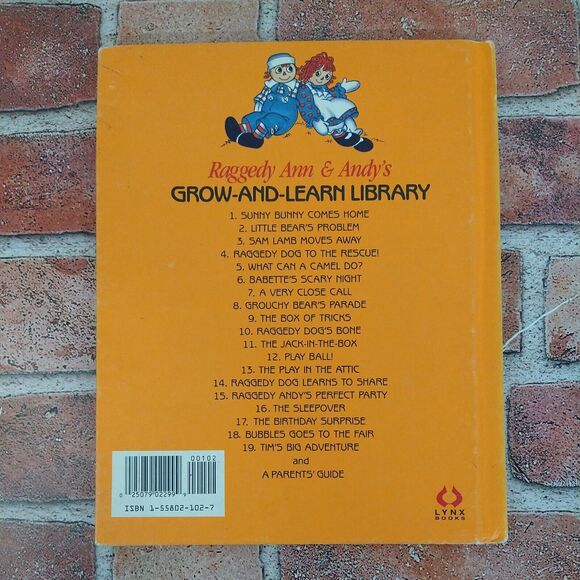 Raggedy Ann & Andy's
GROW-AND-LEARN LIBRARY
1. SUNNY BUNNY COMES HOME
2. LITTLE BEAR'S PROBLEM
3. SAM LAMB MOVES AWAY
4. RAGGEDY DOG TO THE RESCUE!
5. WHAT CAN A CAMEL DO?
6. BABETTE'S SCARY NIGHT
7. A VERY CLOSE CALL
8. GROUCHY BEAR'S PARADE
9. THE BOX OF TRICKS
10. RAGGEDY DOG'S BONE
11. THE JACK-IN-THE-BOX
12. PLAY BALL!
13. THE PLAY IN THE ATTIC
14. RAGGEDY DOG LEARNS TO SHARE
15. RAGGEDY ANDY'S PERFECT PARTY
16. THE SLEEPOVER
17. THE BIRTHDAY SURPRISE
18. BUBBLES GOES TO THE FAIR
19. TIM'S BIG ADVENTURE
and
A PARENTS' GUIDE
00102
0 25079 02299 9
ISBN 1-55802-102-7
LYNX
BOOKS